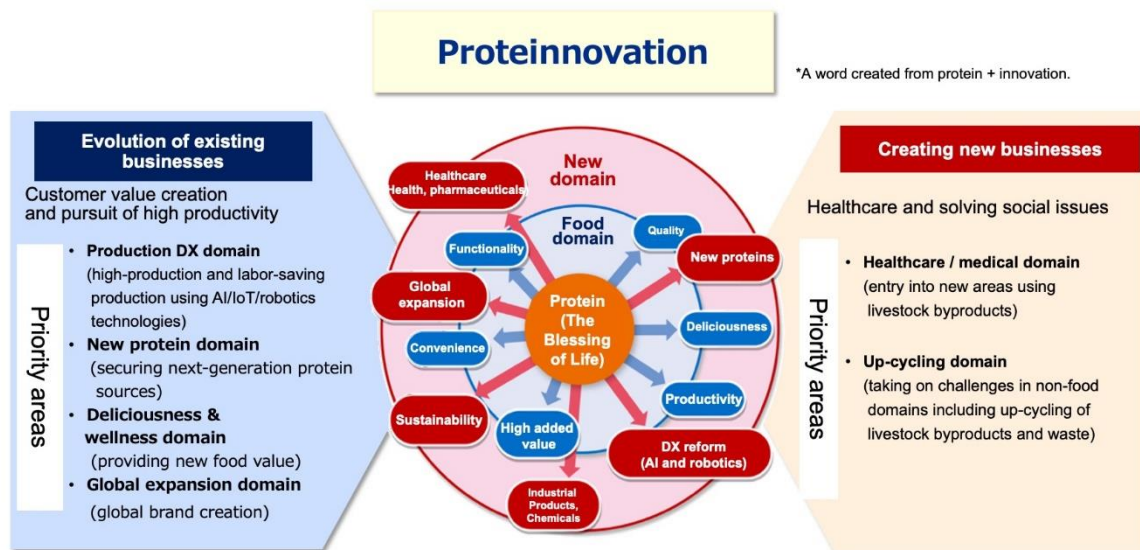 Proteinnovation
*A word created from protein + innovation.
Evolution of existing
businesses
Customer value creation
and pursuit of high productivity
Priority areas
• Production DX domain
(high-production and labor-saving
production using AI/IoT/robotics
technologies)
• New protein domain
(securing next-generation protein
sources)
• Deliciousness &
wellness domain
(providing new food value)
• Global expansion domain
(global brand creation)
New
domain
Food
domain
Healthcare
(Health, pharmaceuticals)
Functionality
Quality
New proteins
Global
expansion
Protein
(The
Blessing
of Life)
Deliciousness
Convenience
Productivity
Sustainability
High added
value
DX reform
(AI and robotics)
Industrial
Products,
Chemicals
Creating new businesses
Healthcare and solving social issues
Priority areas
• Healthcare / medical domain
(entry into new areas using
livestock byproducts)
• Up-cycling domain
(taking on challenges in non-food
domains including up-cycling of
livestock byproducts and waste)